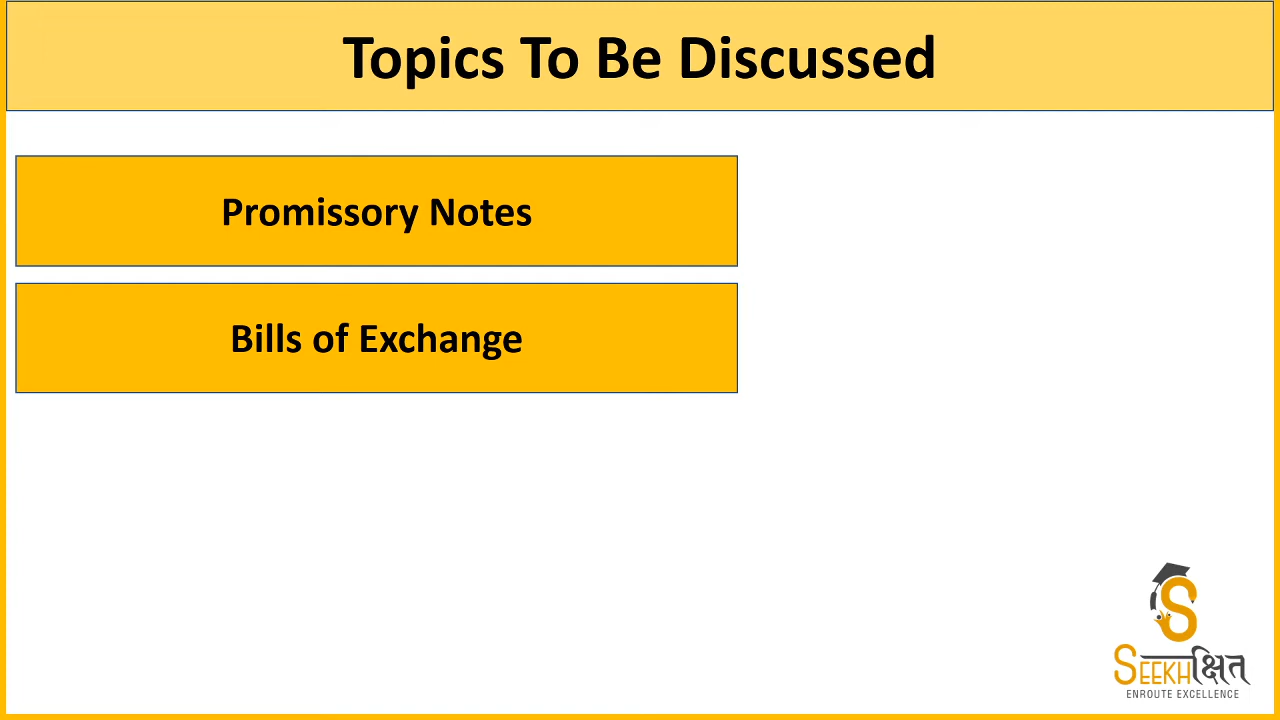 Topics To Be Discussed
Promissory Notes
Bills of Exchange
SEEKHक्षित
ENROUTE EXCELLENCE